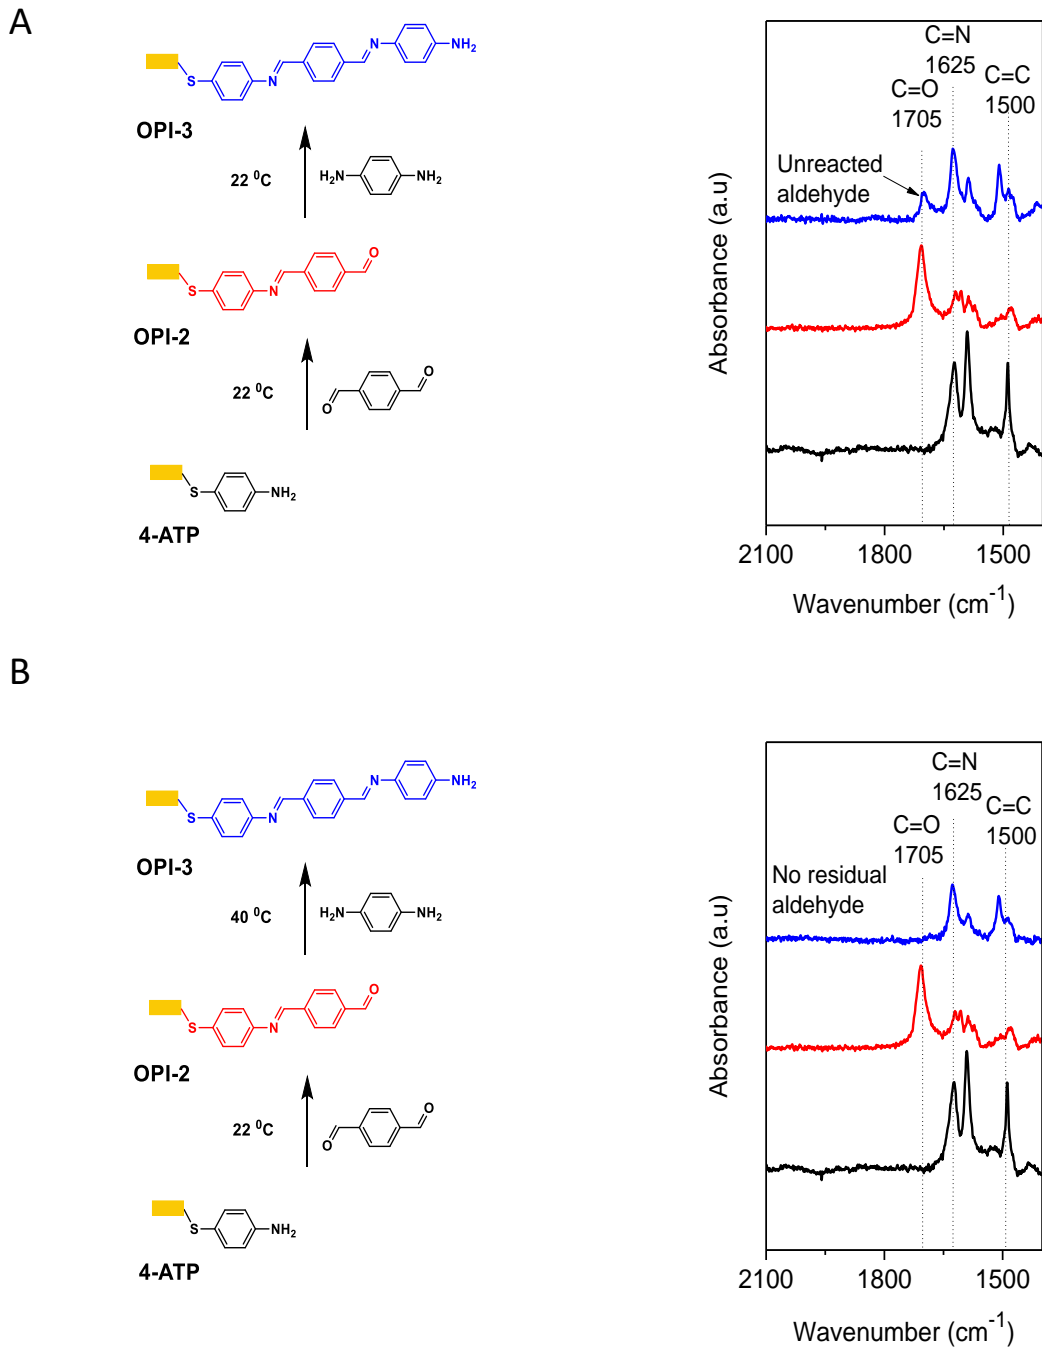 A
S
N
N
NH2
OPI-3
22 ⁰C
H2N
NH2
S
N
O
OPI-2
22 ⁰C
O
O
S
NH2
4-ATP
C=N
1625
C=O
1705
C=C
1500
Unreacted
aldehyde
Absorbance (a.u)
2100 1800 1500
Wavenumber (cm⁻¹)
B
S
N
N
NH2
OPI-3
40 ⁰C
H2N
NH2
S
N
O
OPI-2
22 ⁰C
O
O
S
NH2
4-ATP
C=N
1625
C=O
1705
C=C
1500
No residual
aldehyde
Absorbance (a.u)
2100 1800 1500
Wavenumber (cm⁻¹)